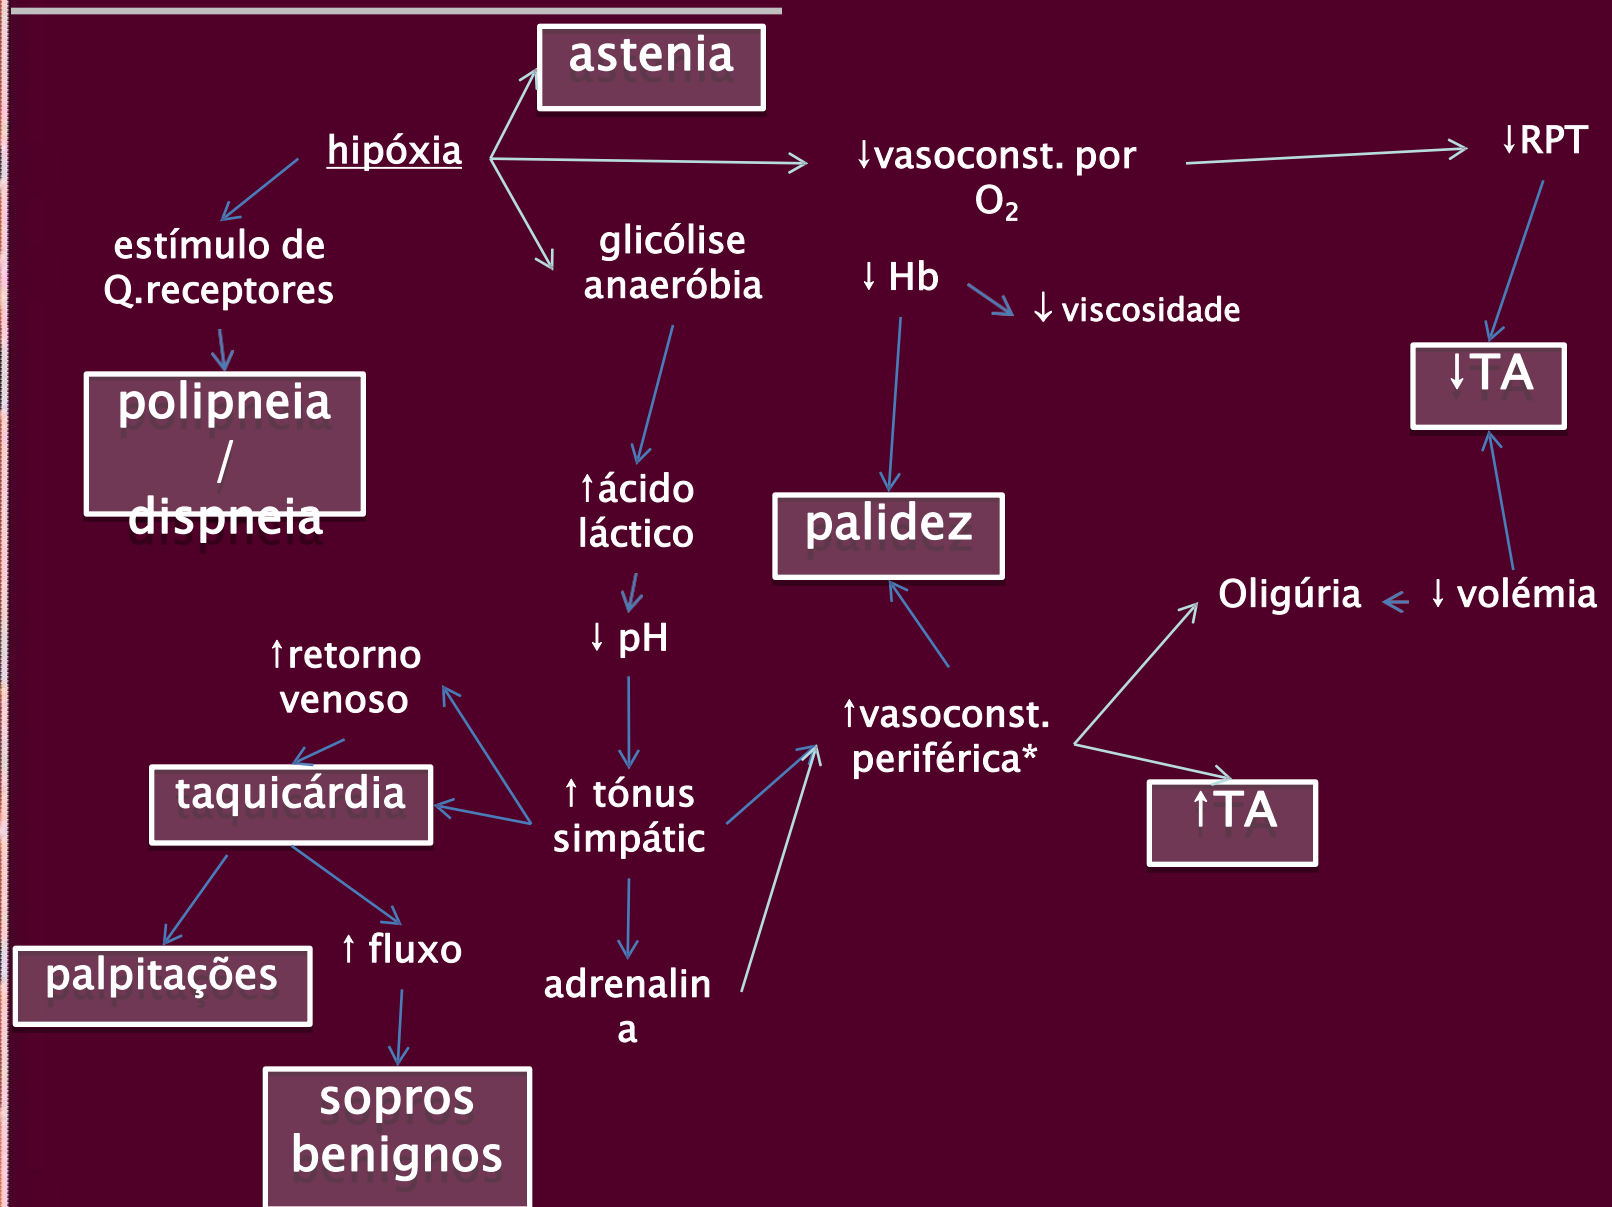 astenia
hipóxia
↓vasoconst. por
O₂
↓RPT
estímulo de
Q.receptores
glicólise
anaeróbia
↓ Hb
↓ viscosidade
polipneia
/
dispneia
↓TA
↑ácido
láctico
palidez
Oligúria
↓ volémia
↓ pH
↑retorno
venoso
↑vasoconst.
periférica*
taquicárdia
↑ tónus
simpátic
↑TA
palpitações
↑ fluxo
adrenalin
a
sopros
benignos